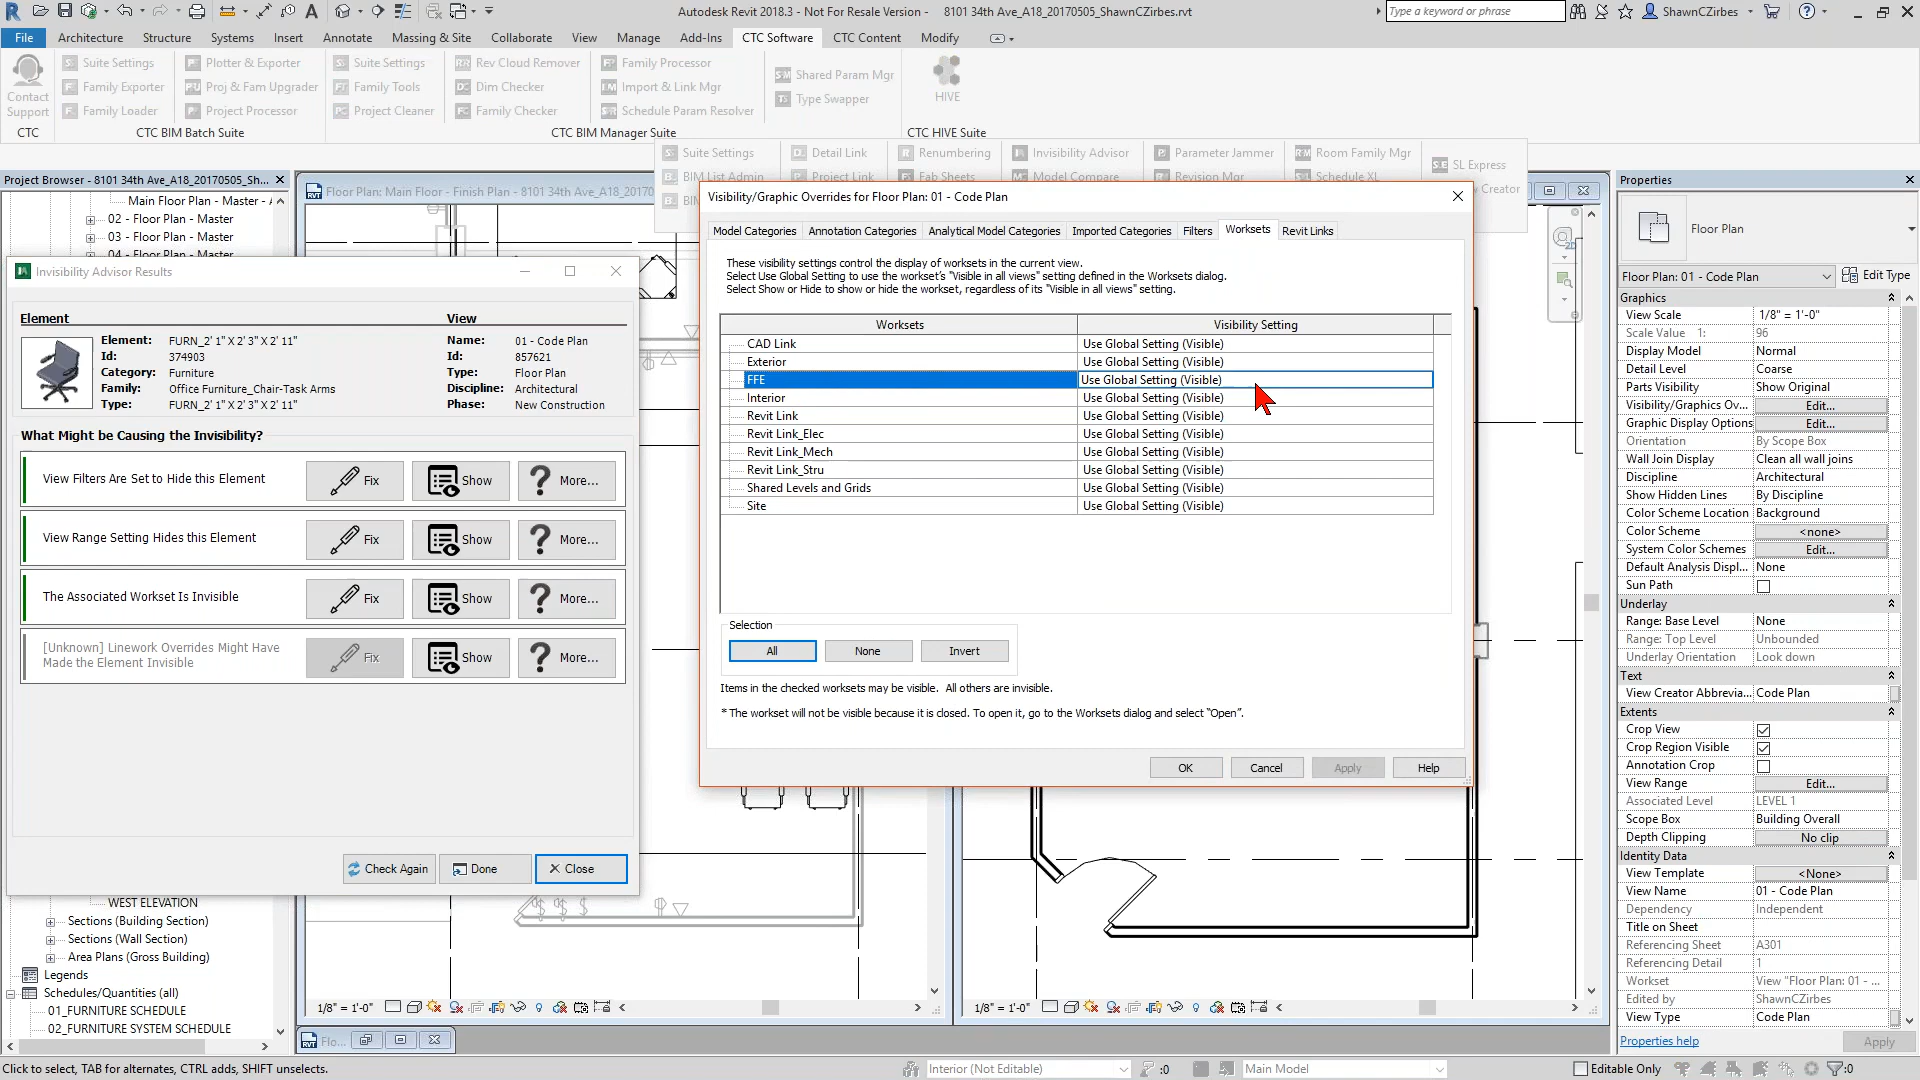 Autodesk Revit 2018.3 - Not For Resale Version - 8101 34th Ave_A18_20170505_ShawnCZirbes.rvt
Type a keyword or phrase
ShawnCZirbes
File Architecture Structure Systems Insert Annotate Massing & Site Collaborate View Manage Add-Ins CTC Software CTC Content Modify
Suite Settings Plotter & Exporter Suite Settings Rev Cloud Remover Family Processor
Shared Param Mgr
Contact Support
Family Exporter Proj & Fam Upgrader Family Tools Dim Checker Import & Link Mgr
HIVE
Type Swapper
Family Loader Project Processor Project Cleaner Family Checker Schedule Param Resolver
CTC CTC BIM Batch Suite CTC BIM Manager Suite CTC HIVE Suite
Suite Settings Detail Link Renumbering Invisibility Advisor Parameter Jammer Room Family Mgr SL Express
BIM List Admin Project Link Fab Sheets Model Compare Revision Mgr Schedule XL Creator
Project Browser - 8101 34th Ave_A18_20170505_Sh...
Main Floor - Finish Plan - Master - A
02 - Floor Plan - Master
03 - Floor Plan - Master
04 - Floor Plan - Master
Floor Plan: Main Floor - Finish Plan - 8101 34th Ave_A18_2017050
Invisibility Advisor Results
Element
Element: FURN_2' 1" X 2' 3" X 2' 11"
Id: 374903
Category: Furniture
Family: Office Furniture_Chair-Task Arms
Type: FURN_2' 1" X 2' 3" X 2' 11"
View
Name: 01 - Code Plan
Id: 857621
Type: Floor Plan
Discipline: Architectural
Phase: New Construction
What Might be Causing the Invisibility?
View Filters Are Set to Hide this Element Fix Show More...
View Range Setting Hides this Element Fix Show More...
The Associated Workset Is Invisible Fix Show More...
[Unknown] Linework Overrides Might Have
Made the Element Invisible Fix Show More...
Check Again Done Close
WEST ELEVATION
Sections (Building Section)
Sections (Wall Section)
Area Plans (Gross Building)
Legends
Schedules/Quantities (all)
01_FURNITURE SCHEDULE
02_FURNITURE SYSTEM SCHEDULE
Visibility/Graphic Overrides for Floor Plan: 01 - Code Plan
Model Categories Annotation Categories Analytical Model Categories Imported Categories Filters Worksets Revit Links
These visibility settings control the display of worksets in the current view.
Select Use Global Setting to use the workset's "Visible in all views" setting defined in the Worksets dialog.
Select Show or Hide to show or hide the workset, regardless of its "Visible in all views" setting.
Worksets Visibility Setting
CAD Link Use Global Setting (Visible)
Exterior Use Global Setting (Visible)
FFE Use Global Setting (Visible)
Interior Use Global Setting (Visible)
Revit Link Use Global Setting (Visible)
Revit Link_Elec Use Global Setting (Visible)
Revit Link_Mech Use Global Setting (Visible)
Revit Link_Stru Use Global Setting (Visible)
Shared Levels and Grids Use Global Setting (Visible)
Site Use Global Setting (Visible)
Selection
All None Invert
Items in the checked worksets may be visible. All others are invisible.
* The workset will not be visible because it is closed. To open it, go to the Worksets dialog and select "Open".
OK Cancel Apply Help
Properties
Floor Plan
Floor Plan: 01 - Code Plan Edit Type
Graphics
View Scale 1/8" = 1'-0"
Scale Value 1: 96
Display Model Normal
Detail Level Coarse
Parts Visibility Show Original
Visibility/Graphics Ov... Edit...
Graphic Display Options Edit...
Orientation By Scope Box
Wall Join Display Clean all wall joins
Discipline Architectural
Show Hidden Lines By Discipline
Color Scheme Location Background
Color Scheme <none>
System Color Schemes Edit...
Default Analysis Displ... None
Sun Path
Underlay
Range: Base Level None
Range: Top Level Unbounded
Underlay Orientation Look down
Text
View Creator Abbrevia... Code Plan
Extents
Crop View
Crop Region Visible
Annotation Crop
View Range Edit...
Associated Level LEVEL 1
Scope Box Building Overall
Depth Clipping No clip
Identity Data
View Template <None>
View Name 01 - Code Plan
Dependency Independent
Title on Sheet
Referencing Sheet A301
Referencing Detail 1
Workset View "Floor Plan: 01 - ...
Edited by ShawnCZirbes
View Type Code Plan
Properties help Apply
1/8" = 1'-0"
1/8" = 1'-0"
Flo...
Click to select, TAB for alternates, CTRL adds, SHIFT unselects.
Interior (Not Editable) :0 Main Model Editable Only :0